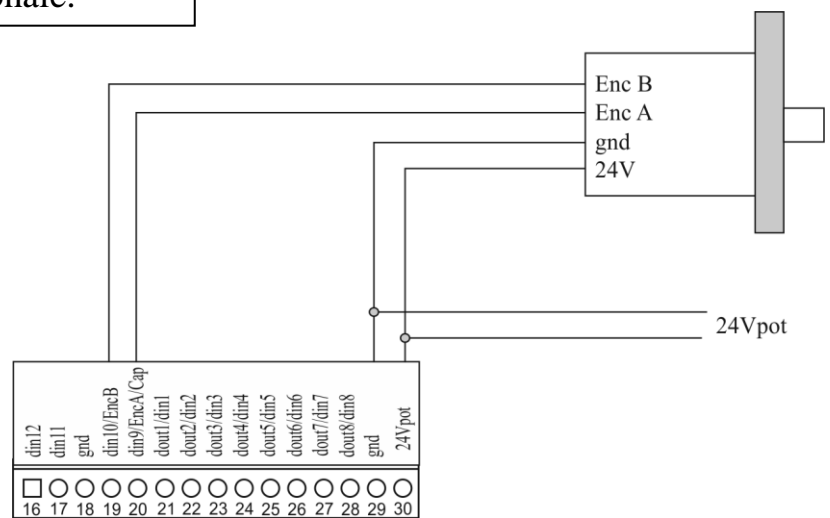 Enc B
Enc A
gnd
24V
24Vpot
din12
din11
gnd
din10/EncB
din9/EncA/Cap
dout1/din1
dout2/din2
dout3/din3
dout4/din4
dout5/din5
dout6/din6
dout7/din7
dout8/din8
gnd
24Vpot
16 17 18 19 20 21 22 23 24 25 26 27 28 29 30